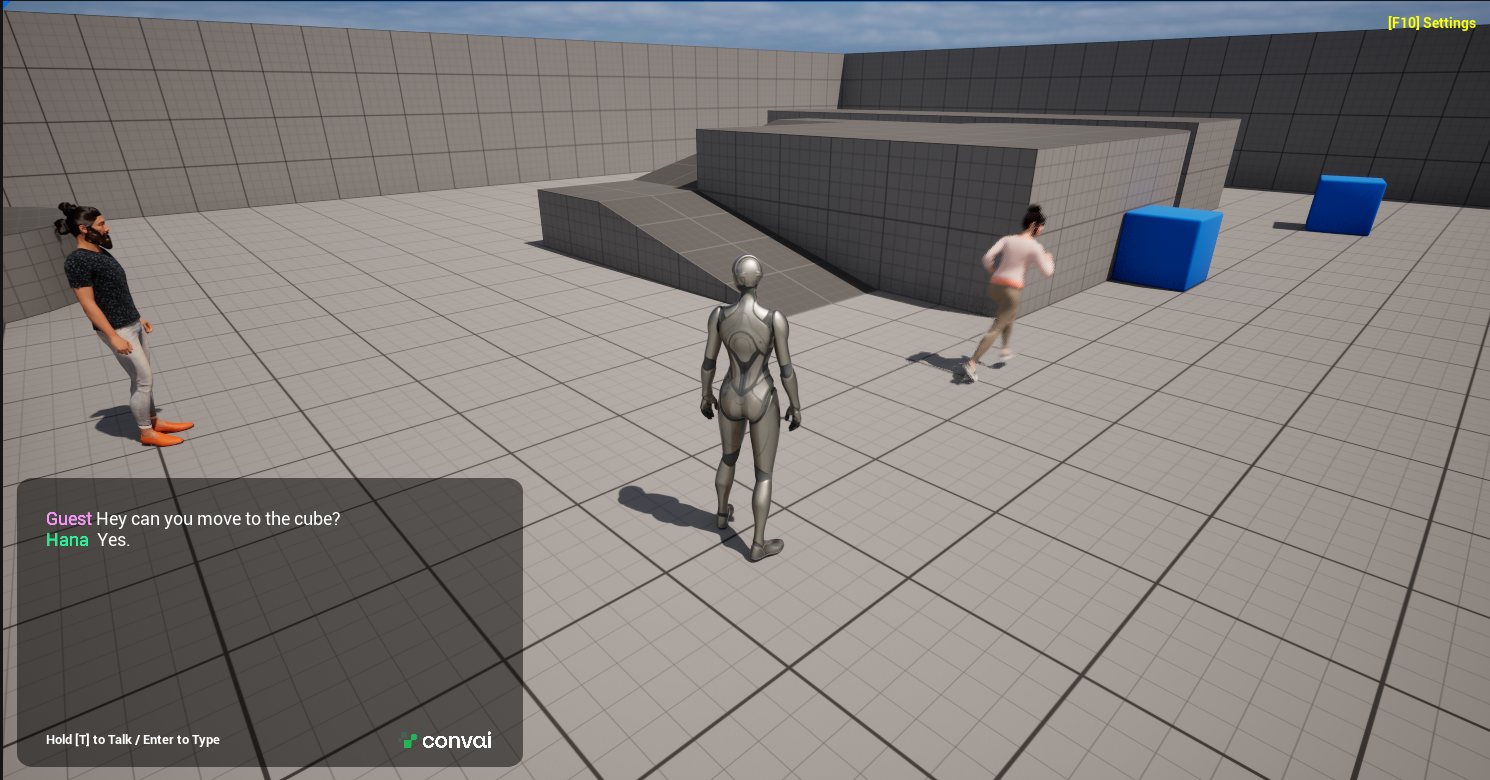 [F10] Settings
Guest Hey can you move to the cube?
Hana Yes.
Hold [T] to Talk / Enter to Type
convai